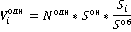 V_i^{одн} = N^{одн} * S^{он} * S_i / S^{об}